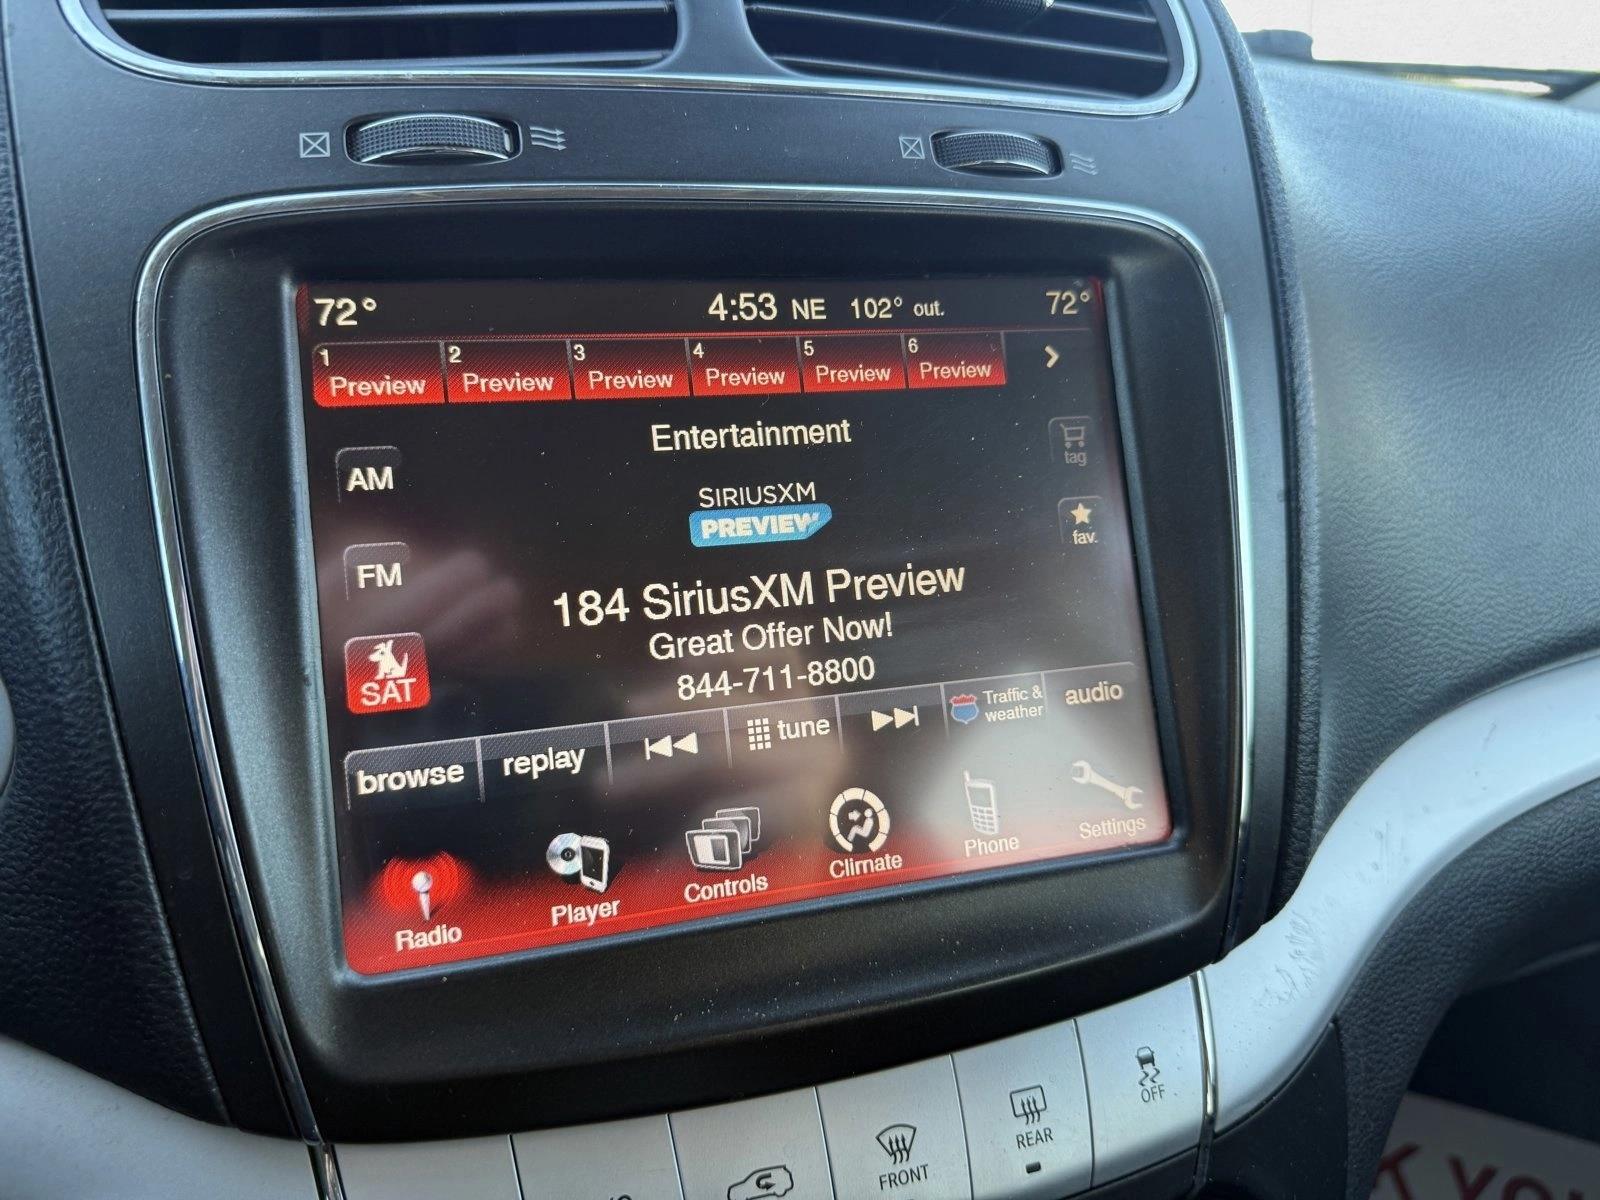 72° 4:53 NE 102° out. 72°
1 2 3 4 5 6
Preview Preview Preview Preview Preview Preview
Entertainment
AM
tag
SIRIUSXM
PREVIEW
fav.
FM
184 SiriusXM Preview
Great Offer Now!
844-711-8800
SAT
browse replay tune Traffic & weather audio
Radio Player Controls Climate Phone Settings
OFF
REAR
FRONT